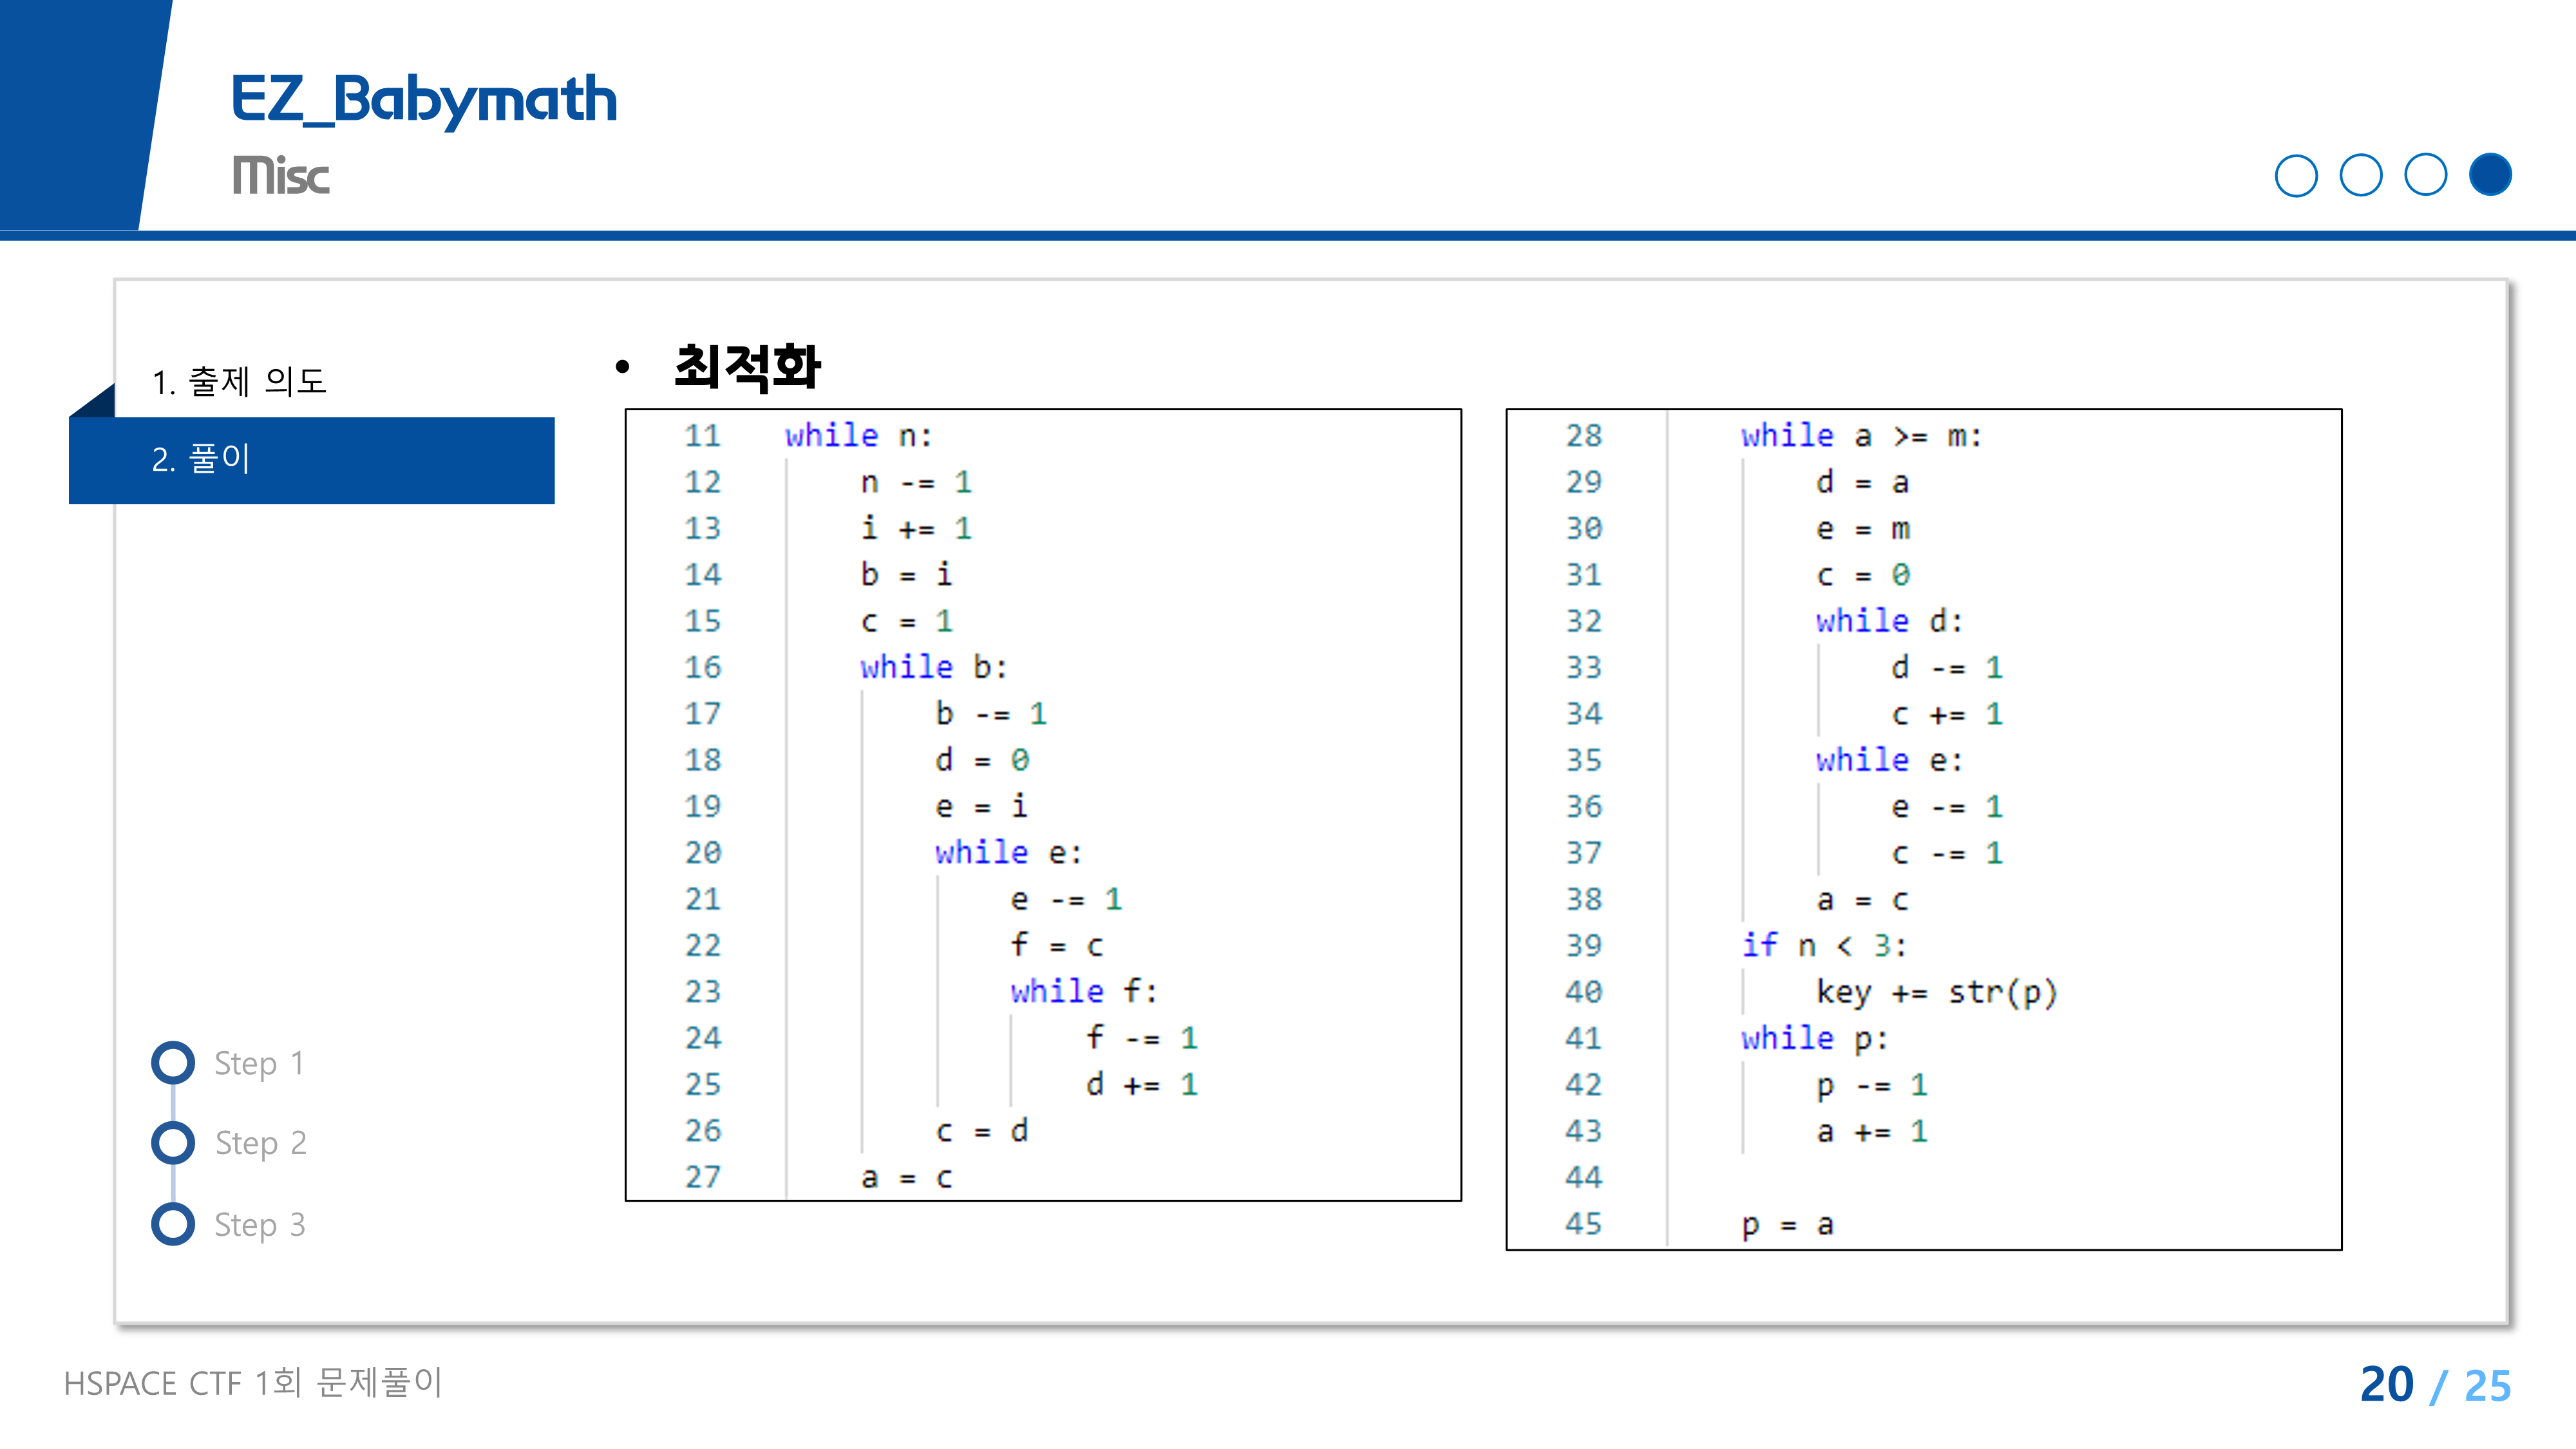 EZ_Babymath
Misc
1. 출제 의도
2. 풀이
Step 1
Step 2
Step 3
• 최적화
11 while n:
12 n -= 1
13 i += 1
14 b = i
15 c = 1
16 while b:
17 b -= 1
18 d = 0
19 e = i
20 while e:
21 e -= 1
22 f = c
23 while f:
24 f -= 1
25 d += 1
26 c = d
27 a = c
28 while a >= m:
29 d = a
30 e = m
31 c = 0
32 while d:
33 d -= 1
34 c += 1
35 while e:
36 e -= 1
37 c -= 1
38 a = c
39 if n < 3:
40 key += str(p)
41 while p:
42 p -= 1
43 a += 1
44
45 p = a
HSPACE CTF 1회 문제풀이
20 / 25